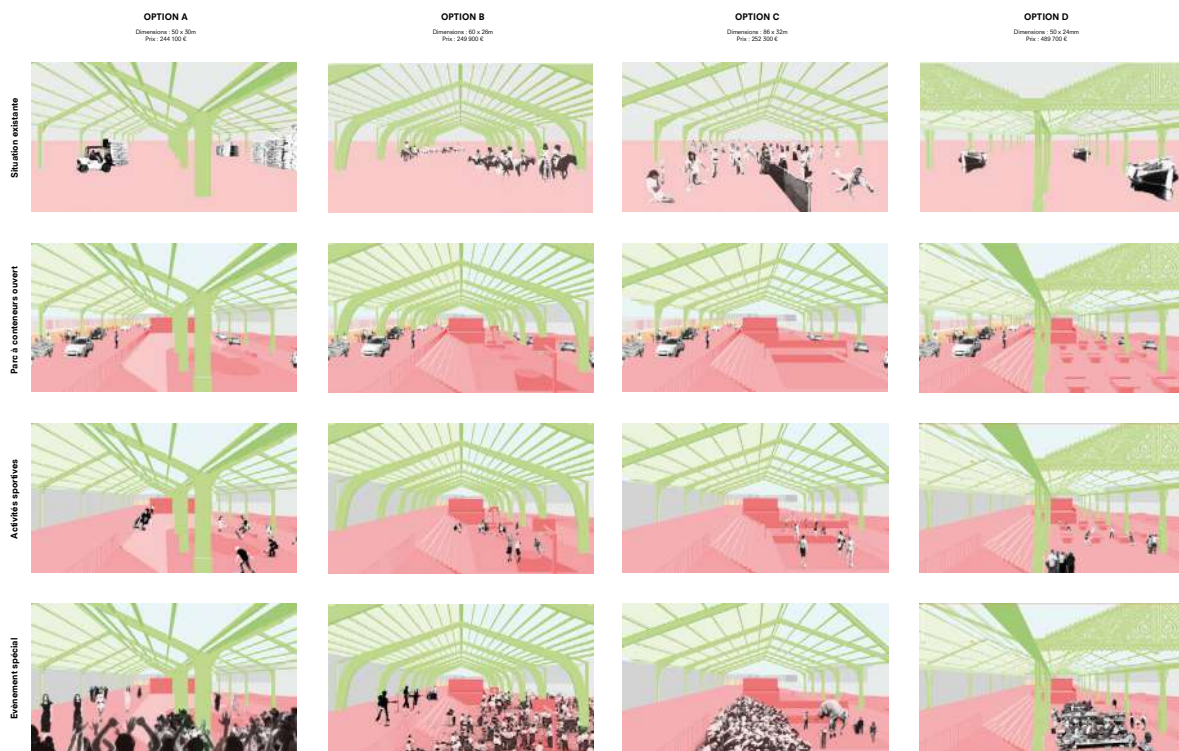 OPTION A
Dimensions : 50 x 30m
Prix : 244 100 €
OPTION B
Dimensions : 60 x 26m
Prix : 249 900 €
OPTION C
Dimensions : 86 x 32m
Prix : 252 300 €
OPTION D
Dimensions : 50 x 24mm
Prix : 489 700 €
Situation existante
Parc à conteneurs ouvert
Activités sportives
Evénement spécial